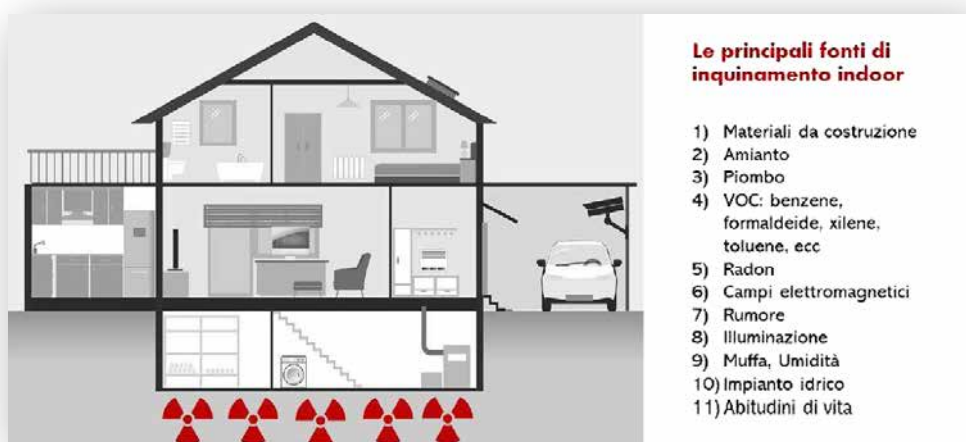 Le principali fonti di
inquinamento indoor
1) Materiali da costruzione
2) Amianto
3) Piombo
4) VOC: benzene,
formaldeide, xilene,
toluene, ecc
5) Radon
6) Campi elettromagnetici
7) Rumore
8) Illuminazione
9) Muffa, Umidità
10) Impianto idrico
11) Abitudini di vita